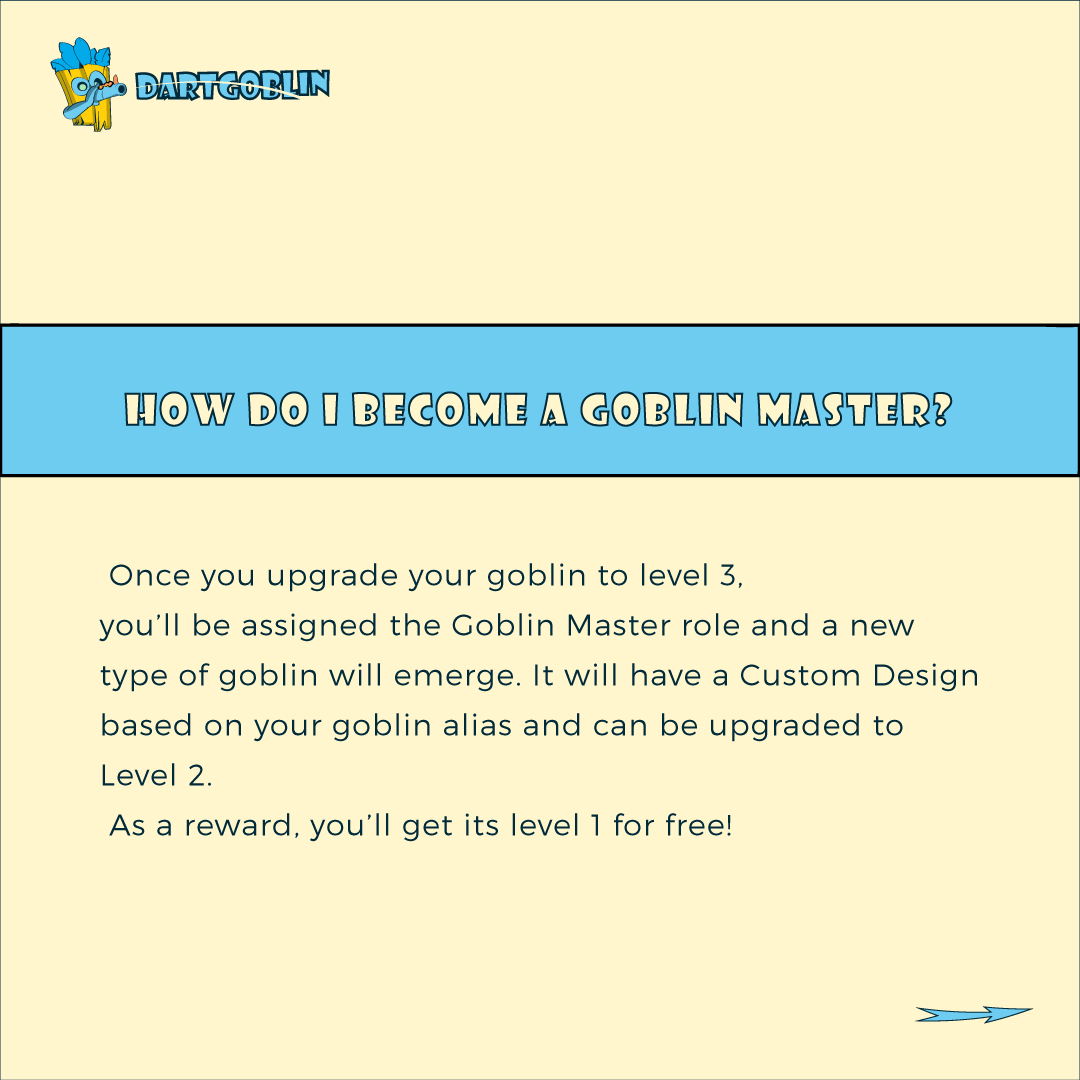 DARTGOBLIN
HOW DO I BECOME A GOBLIN MASTER?
Once you upgrade your goblin to level 3,
you’ll be assigned the Goblin Master role and a new
type of goblin will emerge. It will have a Custom Design
based on your goblin alias and can be upgraded to
Level 2.
As a reward, you’ll get its level 1 for free!